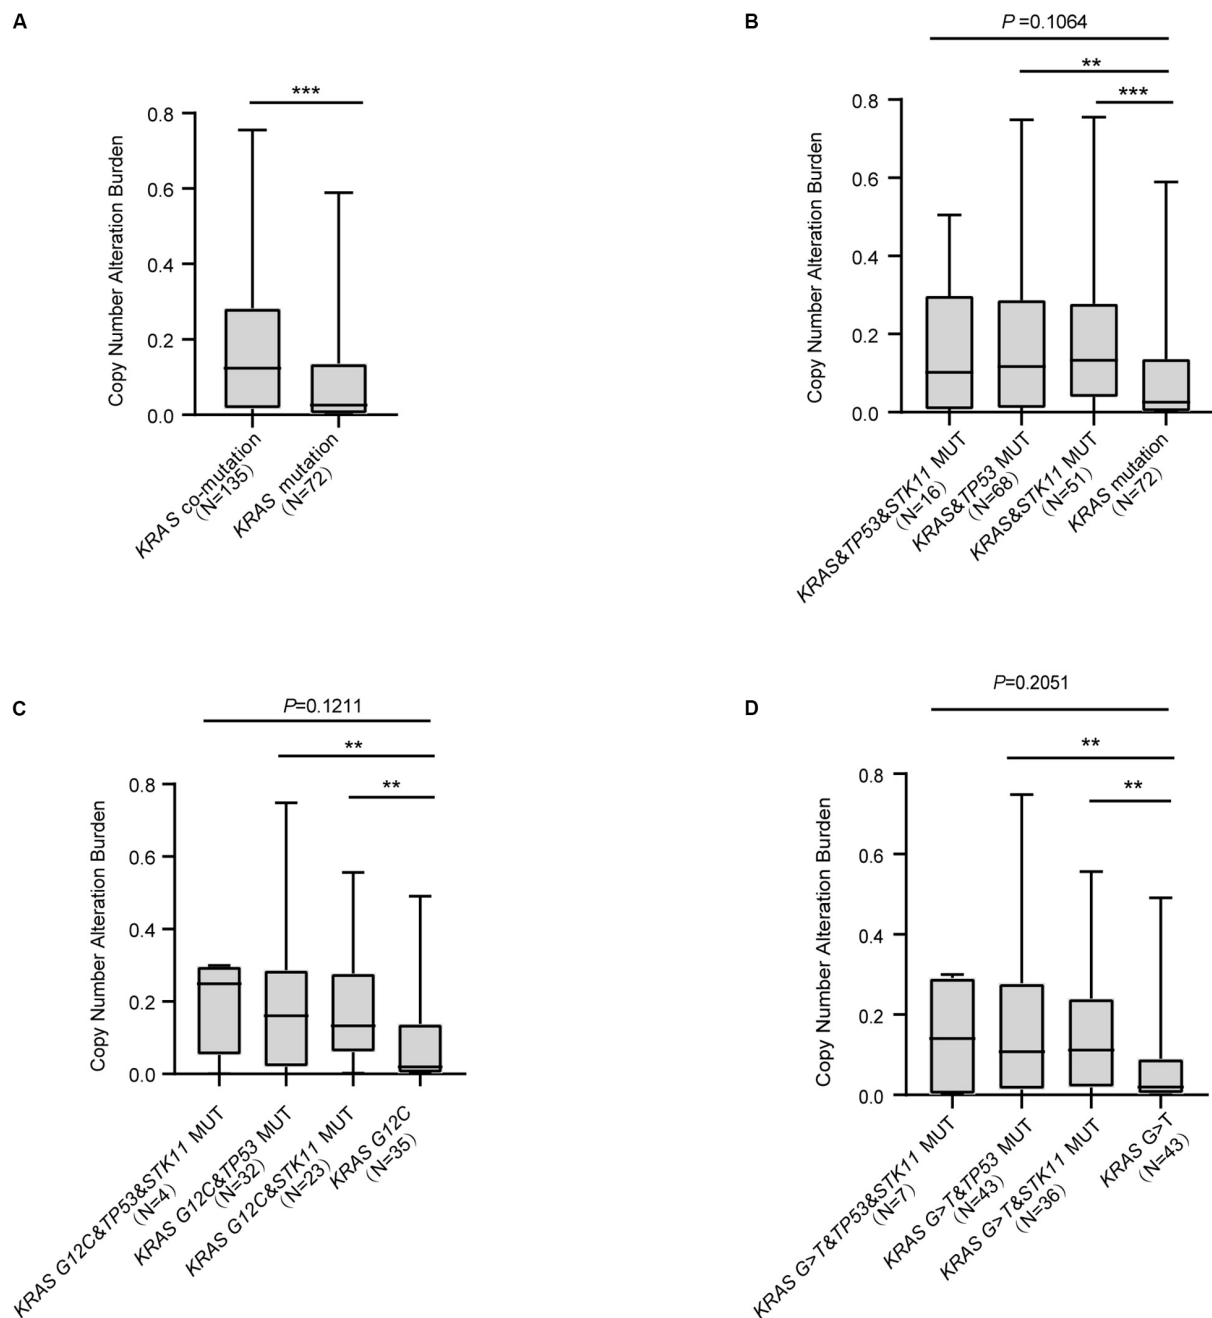 A
***
Copy Number Alteration Burden
0.8
0.6
0.4
0.2
0.0
KRAS co-mutation
(N=135)
KRAS mutation
(N=72)
B
P =0.1064
**
***
Copy Number Alteration Burden
0.8
0.6
0.4
0.2
0.0
KRAS&TP53&STK11 MUT
(N=16)
KRAS&TP53 MUT
(N=68)
KRAS&STK11 MUT
(N=51)
KRAS mutation
(N=72)
C
P=0.1211
**
**
Copy Number Alteration Burden
0.8
0.6
0.4
0.2
0.0
KRAS G12C&TP53&STK11 MUT
(N=4)
KRAS G12C&TP53 MUT
(N=32)
KRAS G12C&STK11 MUT
(N=23)
KRAS G12C
(N=35)
D
P=0.2051
**
**
Copy Number Alteration Burden
0.8
0.6
0.4
0.2
0.0
KRAS G>T&TP53&STK11 MUT
(N=7)
KRAS G>T&TP53 MUT
(N=43)
KRAS G>T&STK11 MUT
(N=36)
KRAS G>T
(N=43)